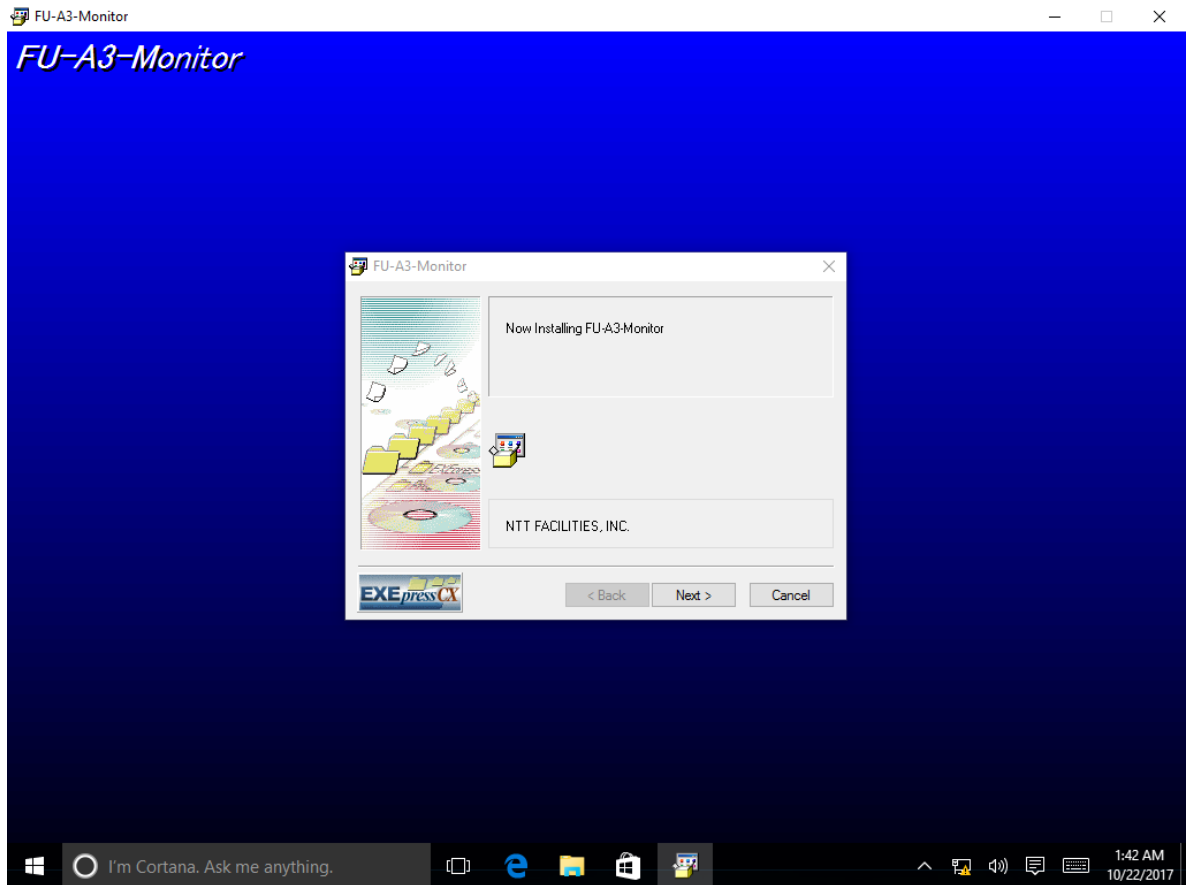 FU-A3-Monitor
FU-A3-Monitor
FU-A3-Monitor
Now Installing FU-A3-Monitor
EXEpress
NTT FACILITIES, INC.
EXEpressCX
< Back
Next >
Cancel
I'm Cortana. Ask me anything.
1:42 AM
10/22/2017